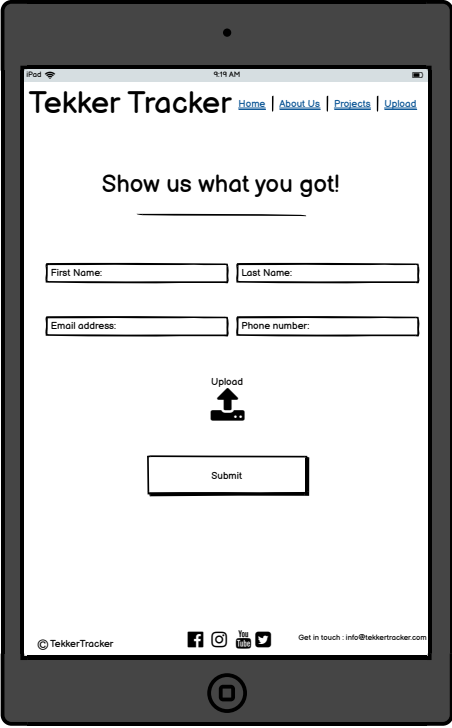 iPad 9:19 AM
Tekker Tracker Home | About Us | Projects | Upload
Show us what you got!
First Name: Last Name:
Email address: Phone number:
Upload
Submit
© TekkerTracker You Tube Get in touch : info@tekkertracker.com